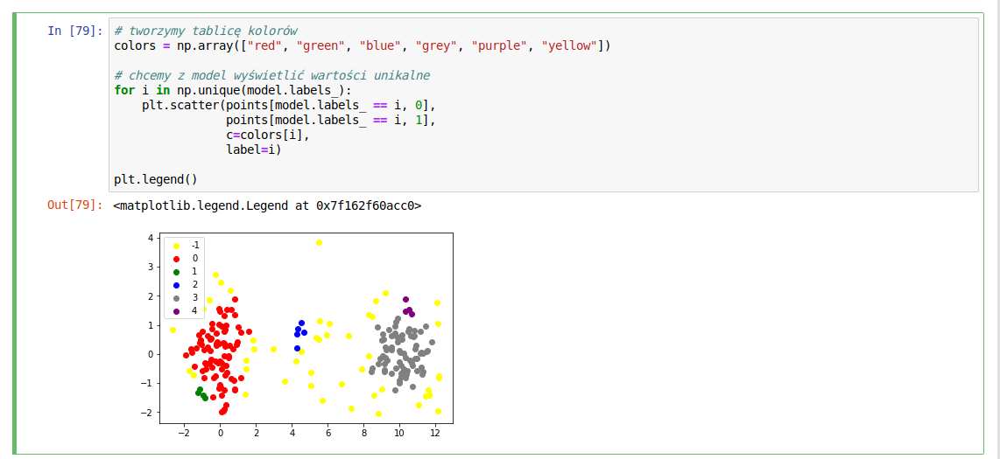 In [79]: # tworzymy tablicę kolorów
colors = np.array(["red", "green", "blue", "grey", "purple", "yellow"])
# chcemy z model wyświetlić wartości unikalne
for i in np.unique(model.labels_):
    plt.scatter(points[model.labels_ == i, 0],
                points[model.labels_ == i, 1],
                c=colors[i],
                label=i)
plt.legend()
Out[79]: <matplotlib.legend.Legend at 0x7f162f60acc0>
4
3
2
1
0
−1
−2
-1
0
1
2
3
4
−2 0 2 4 6 8 10 12